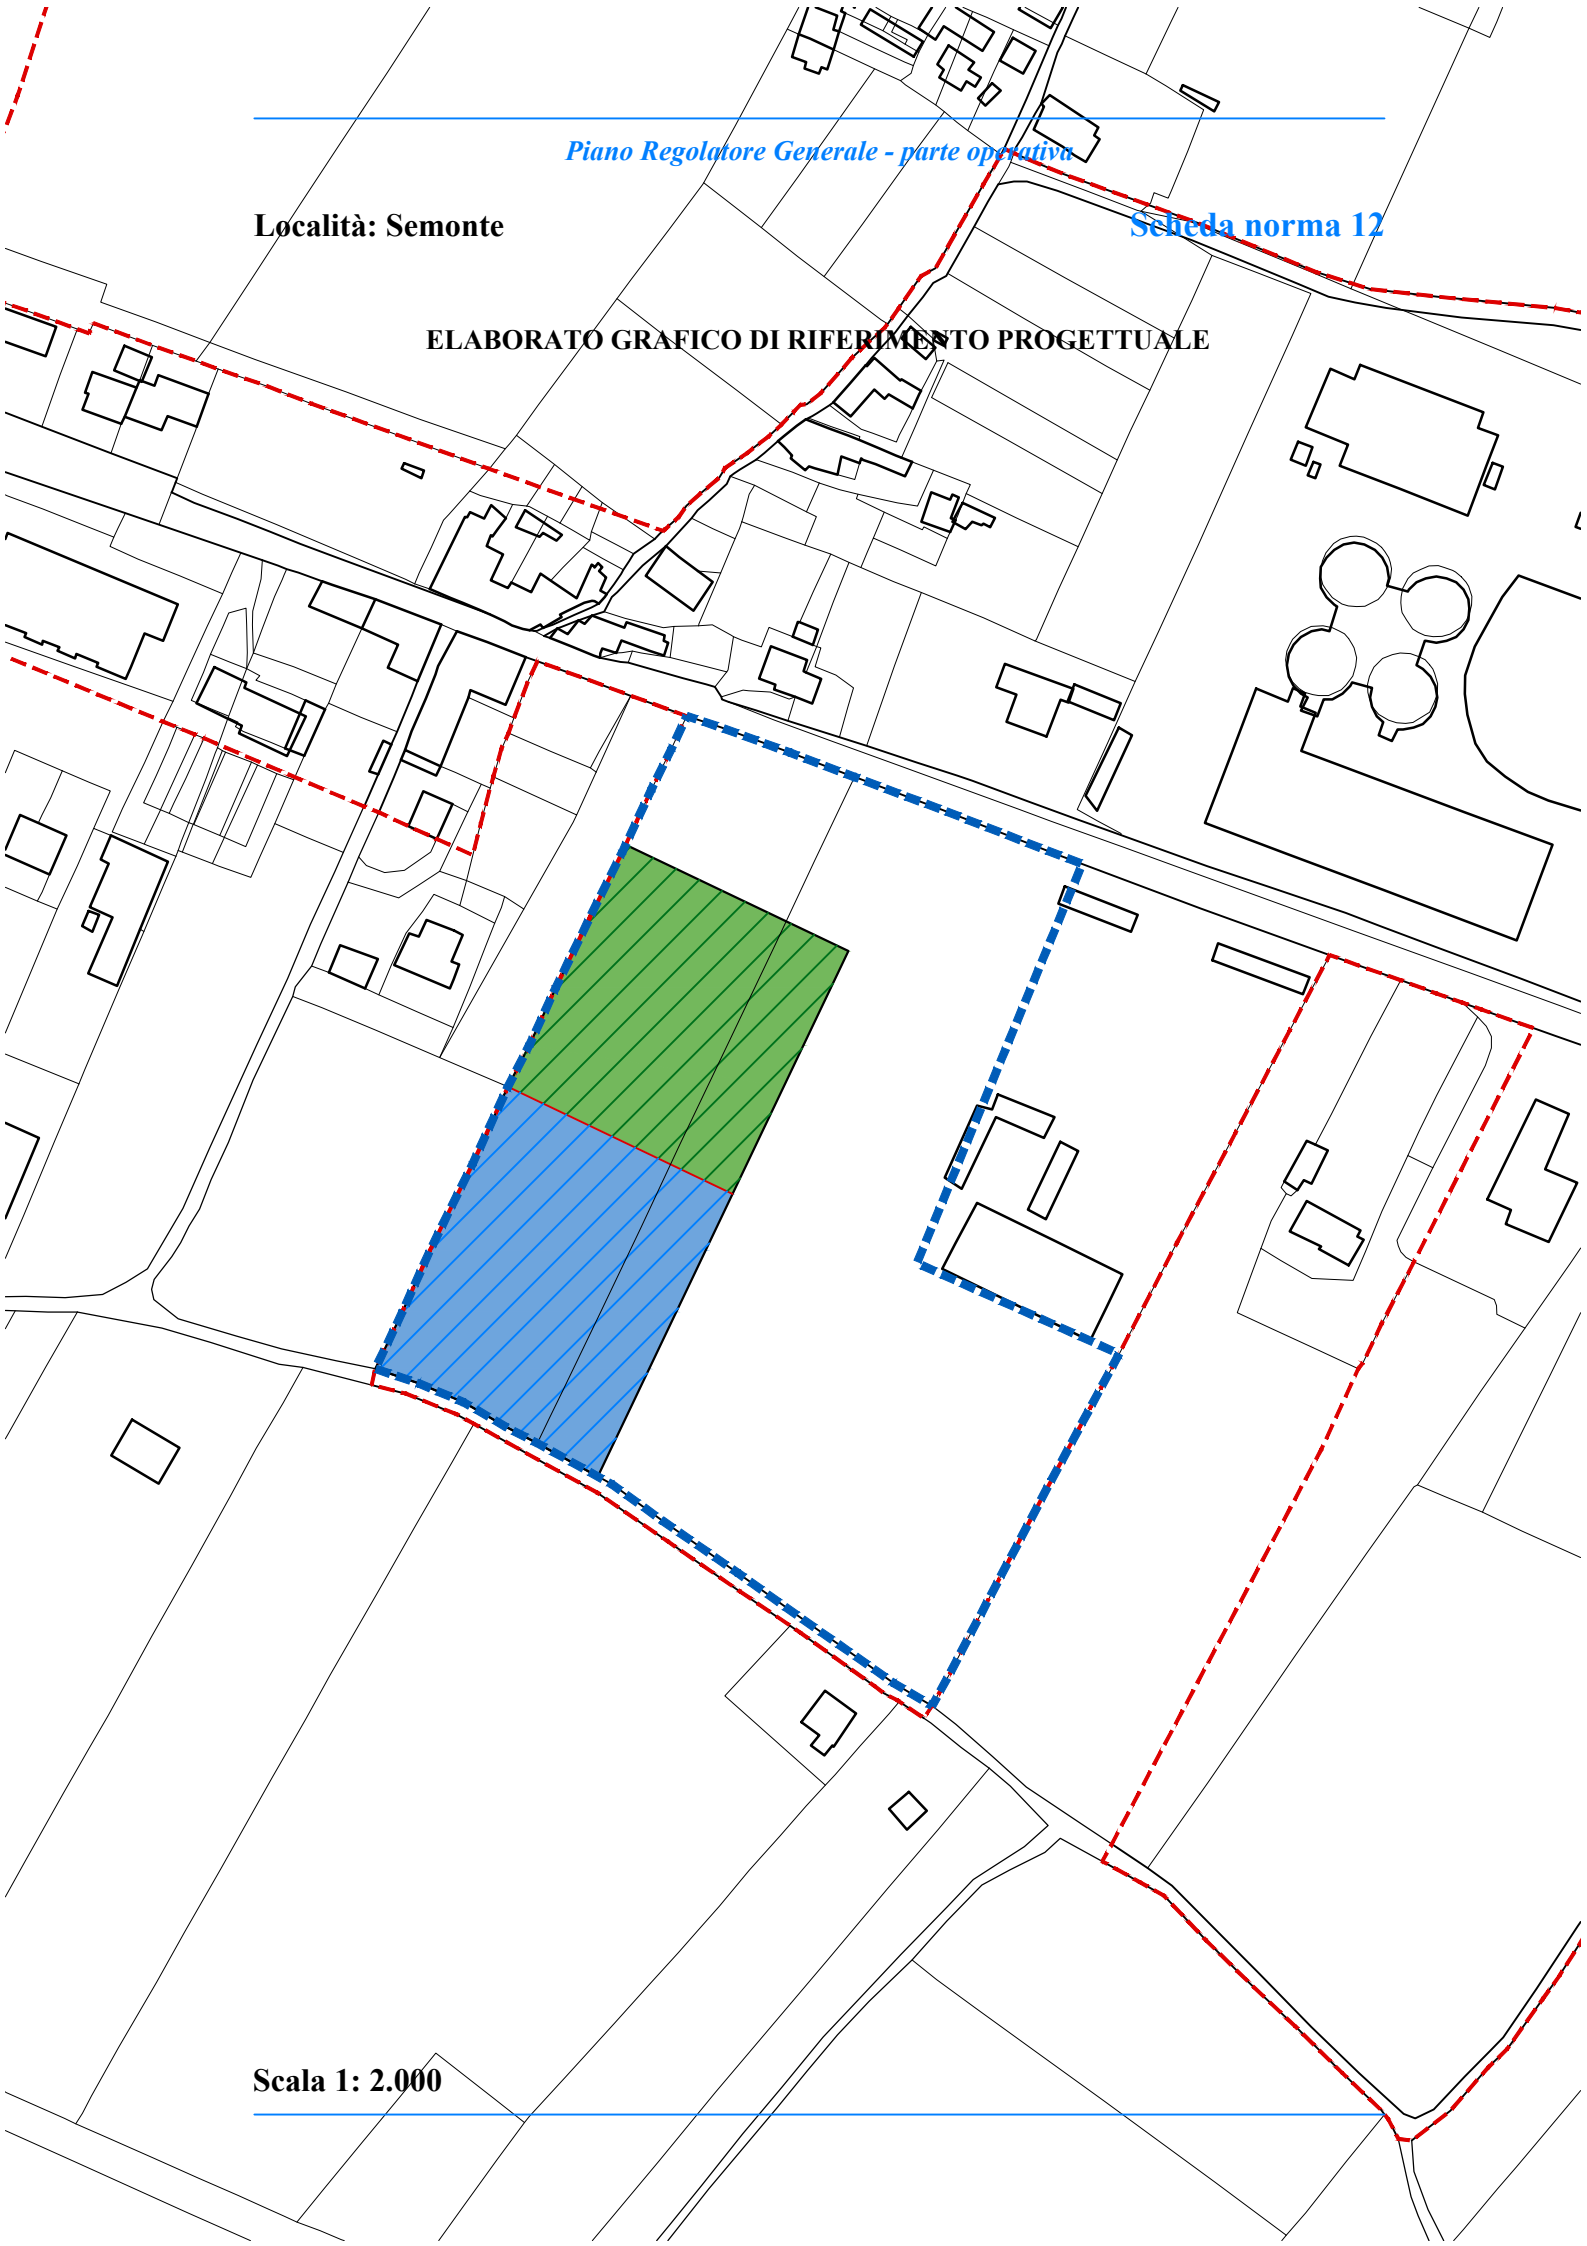 Piano Regolatore Generale - parte operativa
Località: Semonte
Scheda norma 12
ELABORATO GRAFICO DI RIFERIMENTO PROGETTUALE
Scala 1: 2.000